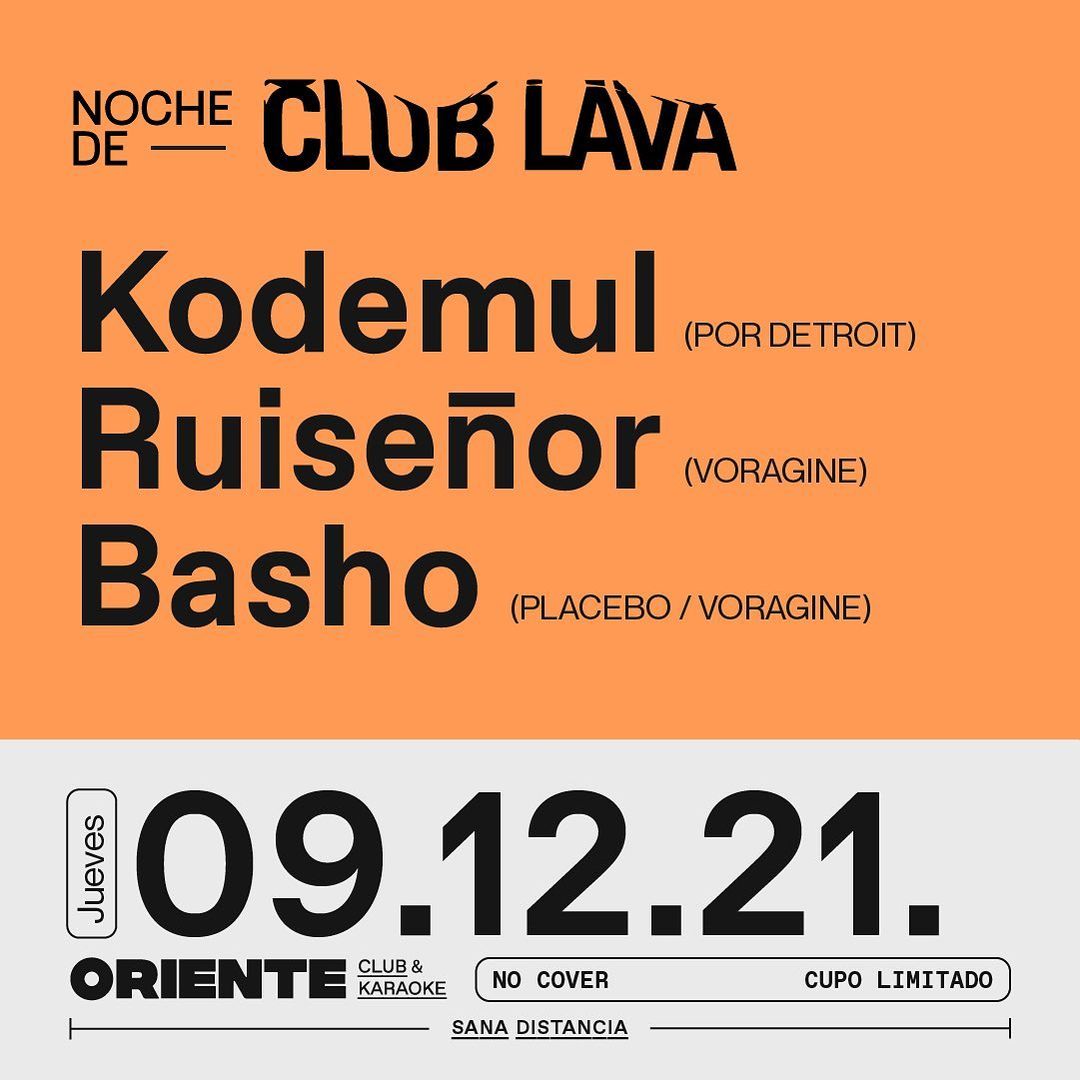 NOCHE
DE
CLUB LAVA
Kodemul (POR DETROIT)
Ruiseñor (VORAGINE)
Basho (PLACEBO / VORAGINE)
Jueves
09.12.21.
ORIENTE
CLUB &
KARAOKE
NO COVER
CUPO LIMITADO
SANA DISTANCIA